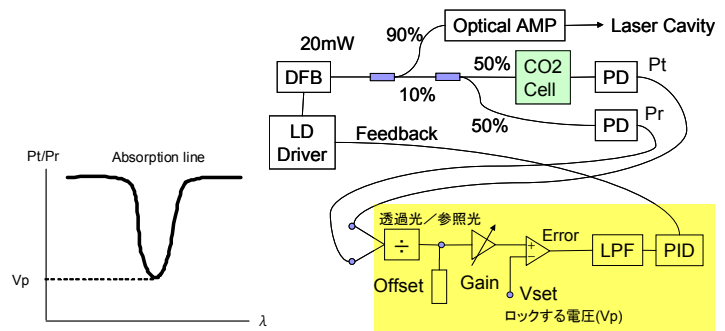 Optical AMP
Laser Cavity
90%
20mW
DFB
10%
50%
CO2
Cell
PD
Pt
50%
PD
Pr
LD
Driver
Feedback
Pt/Pr
Absorption line
Vp
λ
透過光／参照光
÷
Offset
Gain
+
−
Error
LPF
PID
Vset
ロックする電圧(Vp)